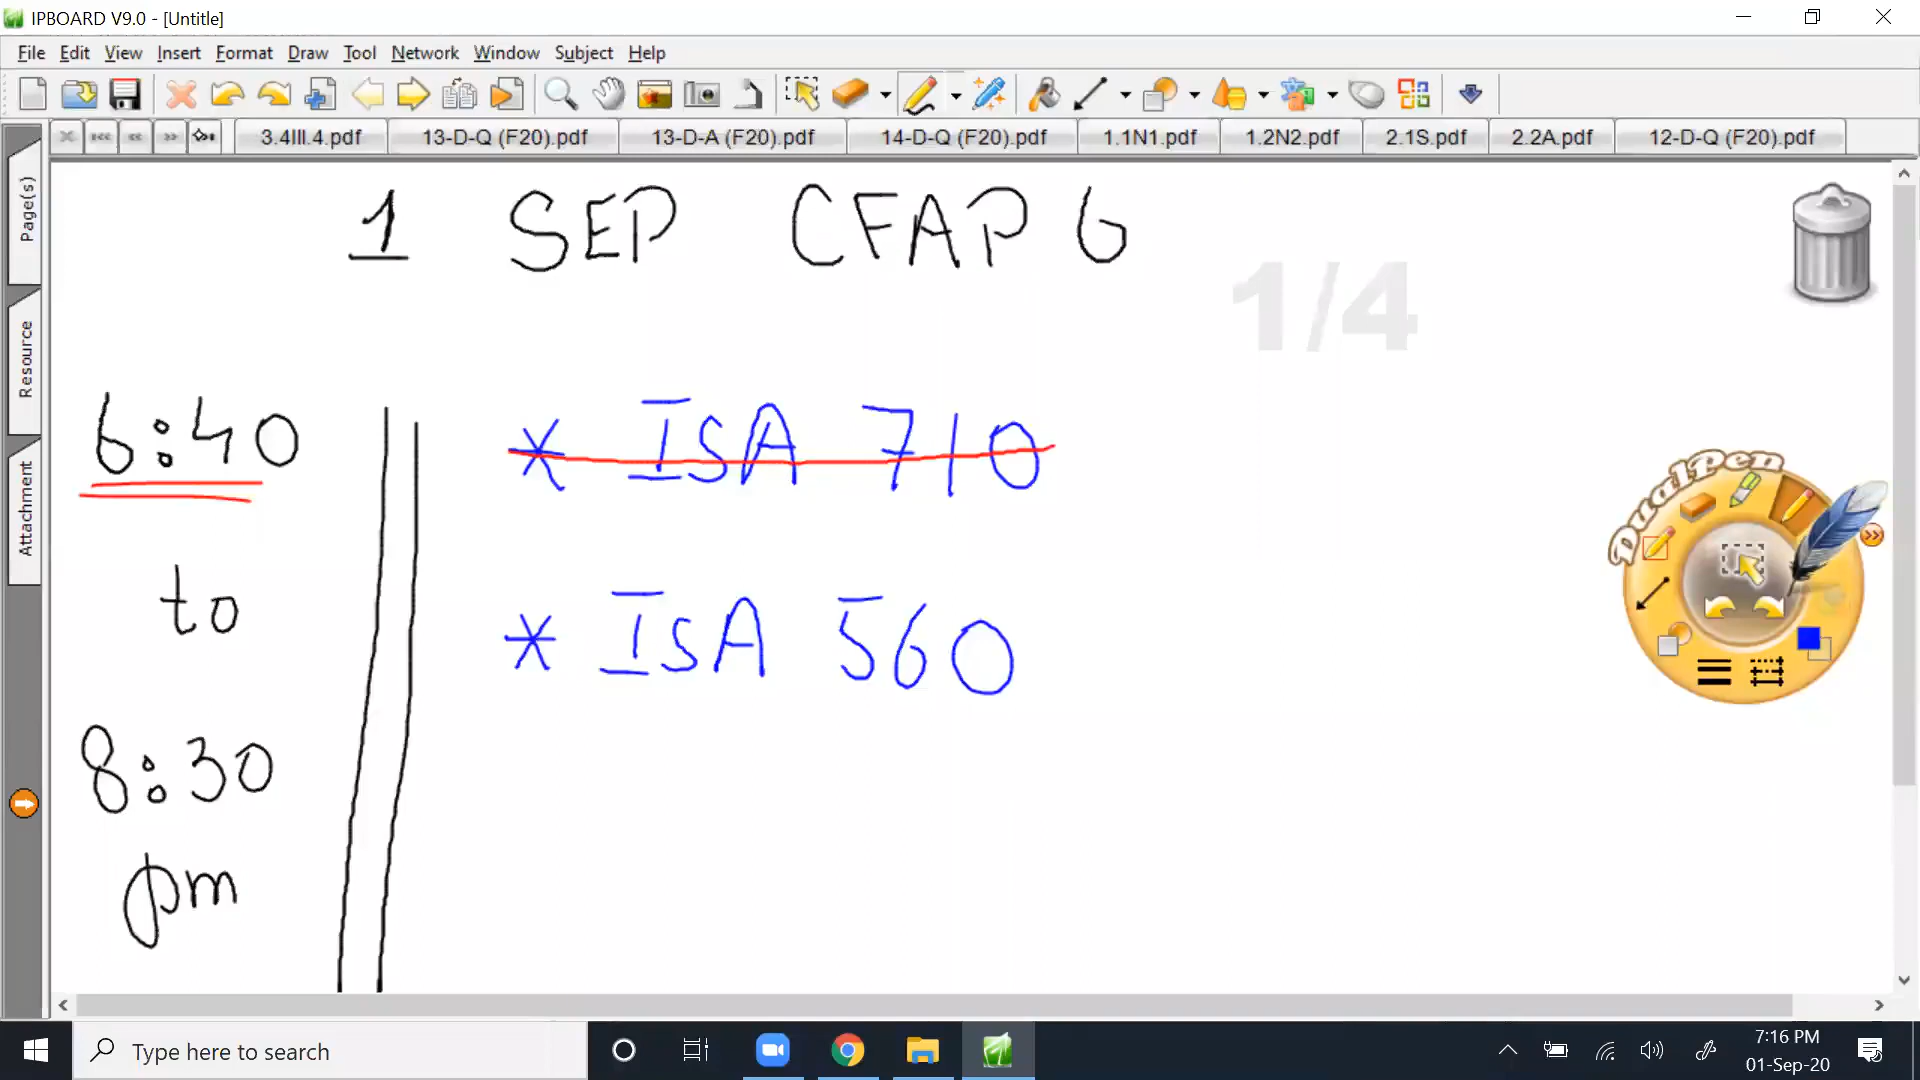 IPBOARD V9.0 - [Untitle]
File Edit View Insert Format Draw Tool Network Window Subject Help
3.4III.4.pdf 13-D-Q (F20).pdf 13-D-A (F20).pdf 14-D-Q (F20).pdf 1.1N1.pdf 1.2N2.pdf 2.1S.pdf 2.2A.pdf 12-D-Q (F20).pdf
Page(s)
Resource
Attachment
1 SEP CFAP 6
1/4
6:40
to
8:30
pm
* ISA 710
* ISA 560
DualPen
Type here to search
7:16 PM
01-Sep-20